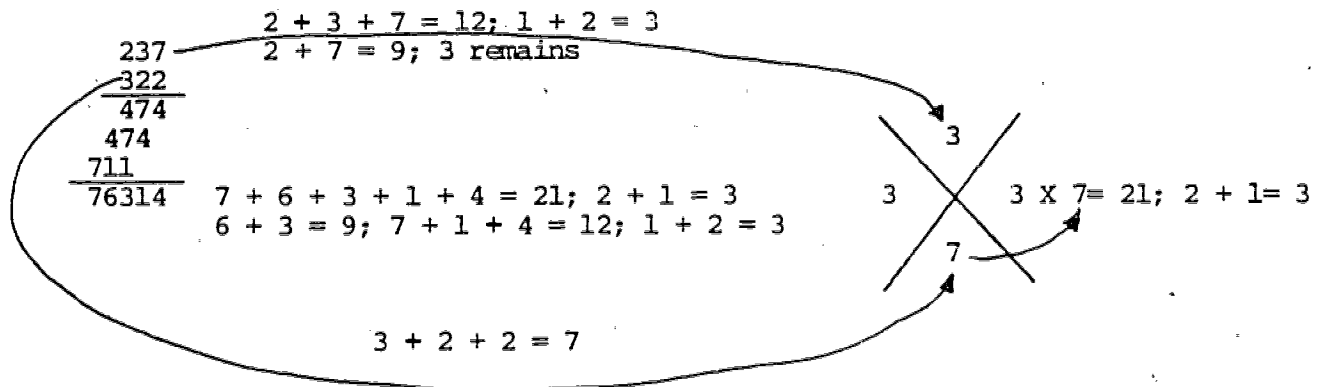 2 + 3 + 7 = 12; 1 + 2 = 3
237 2 + 7 = 9; 3 remains
322
474
474
711
76314 7 + 6 + 3 + 1 + 4 = 21; 2 + 1 = 3
6 + 3 = 9; 7 + 1 + 4 = 12; 1 + 2 = 3
3
3 3 X 7= 21; 2 + 1= 3
7
3 + 2 + 2 = 7